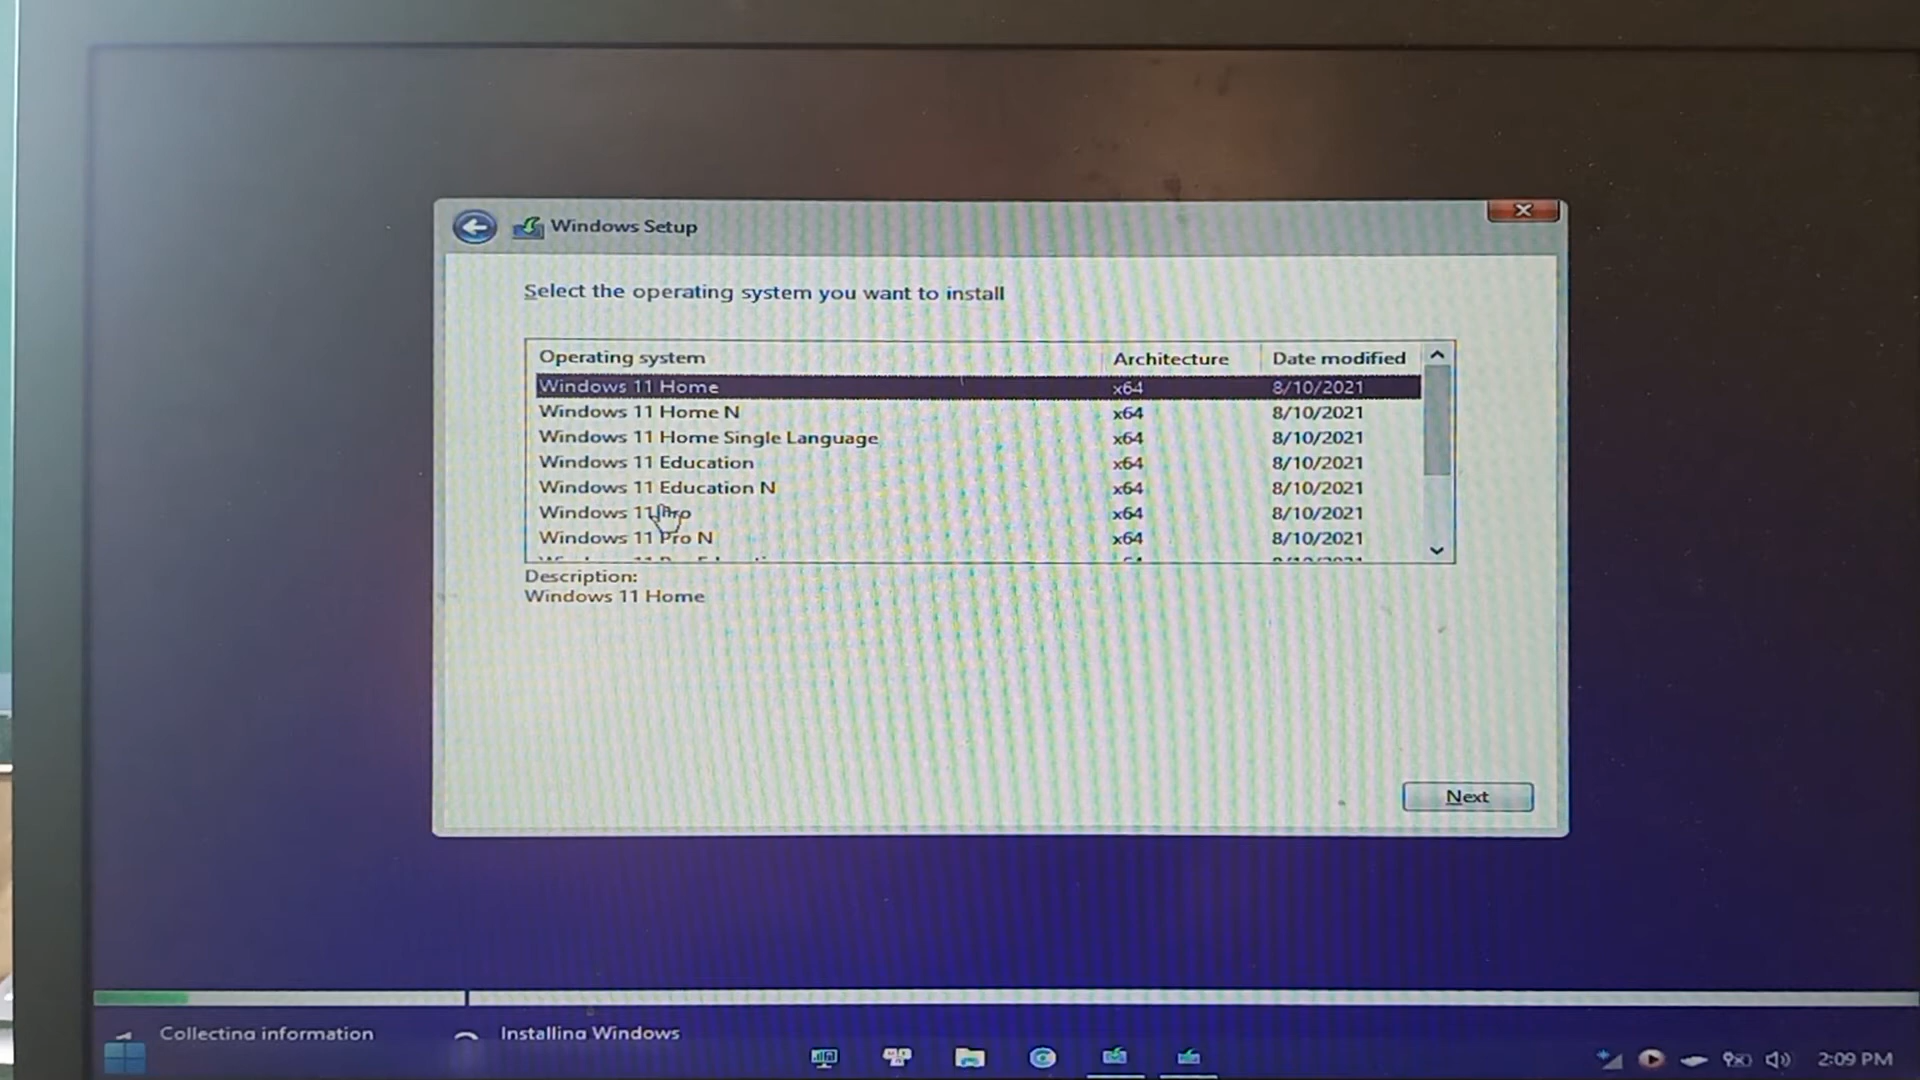 Windows Setup
Select the operating system you want to install
Operating system Architecture Date modified
Windows 11 Home x64 8/10/2021
Windows 11 Home N x64 8/10/2021
Windows 11 Home Single Language x64 8/10/2021
Windows 11 Education x64 8/10/2021
Windows 11 Education N x64 8/10/2021
Windows 11 Pro x64 8/10/2021
Windows 11 Pro N x64 8/10/2021
Description:
Windows 11 Home
Next
Collecting information Installing Windows
2:09 PM